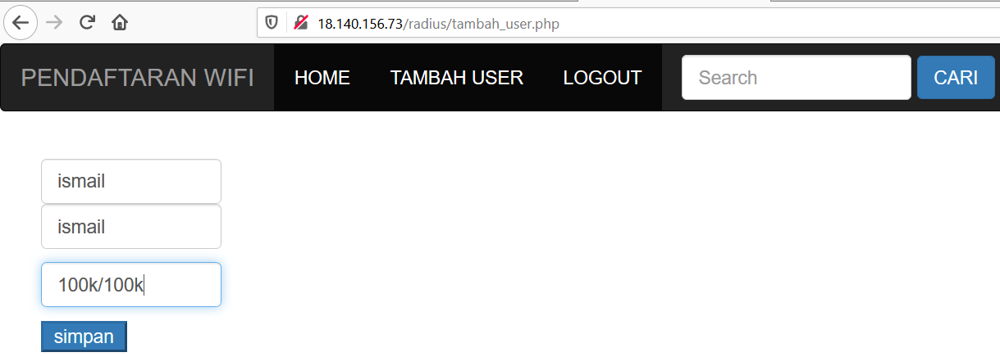 18.140.156.73/radius/tambah_user.php
PENDAFTARAN WIFI HOME TAMBAH USER LOGOUT Search CARI
ismail
ismail
100k/100k
simpan